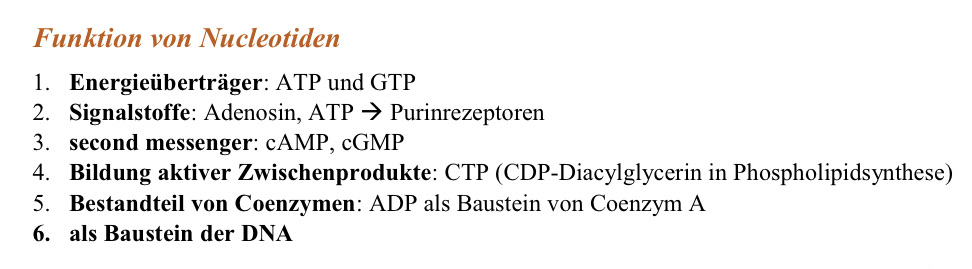 Funktion von Nucleotiden
1. Energieüberträger: ATP und GTP
2. Signalstoffe: Adenosin, ATP → Purinrezeptoren
3. second messenger: cAMP, cGMP
4. Bildung aktiver Zwischenprodukte: CTP (CDP-Diacylglycerin in Phospholipidsynthese)
5. Bestandteil von Coenzymen: ADP als Baustein von Coenzym A
6. als Baustein der DNA